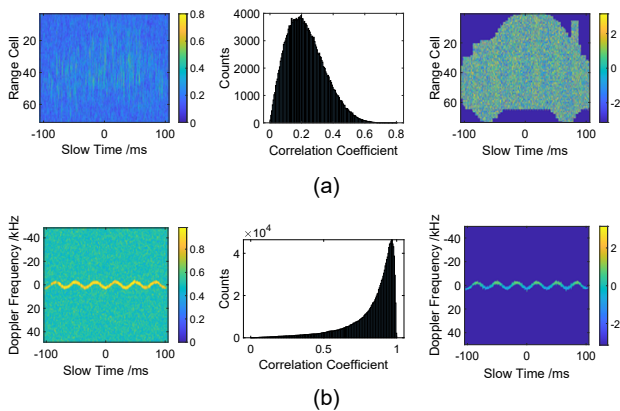 0
20
40
60
Range Cell
-100 0 100
Slow Time /ms
0.8
0.6
0.4
0.2
0
4000
3000
2000
1000
0
Counts
0 0.2 0.4 0.6 0.8
Correlation Coefficient
20
40
60
Range Cell
-100 0 100
Slow Time /ms
2
0
-2
(a)
-40
-20
0
20
40
Doppler Frequency /kHz
-100 0 100
Slow Time /ms
0.8
0.6
0.4
0.2
0
×10⁴
4
2
0
Counts
0 0.5 1
Correlation Coefficient
-40
-20
0
20
40
Doppler Frequency /kHz
-100 0 100
Slow Time /ms
2
0
-2
(b)